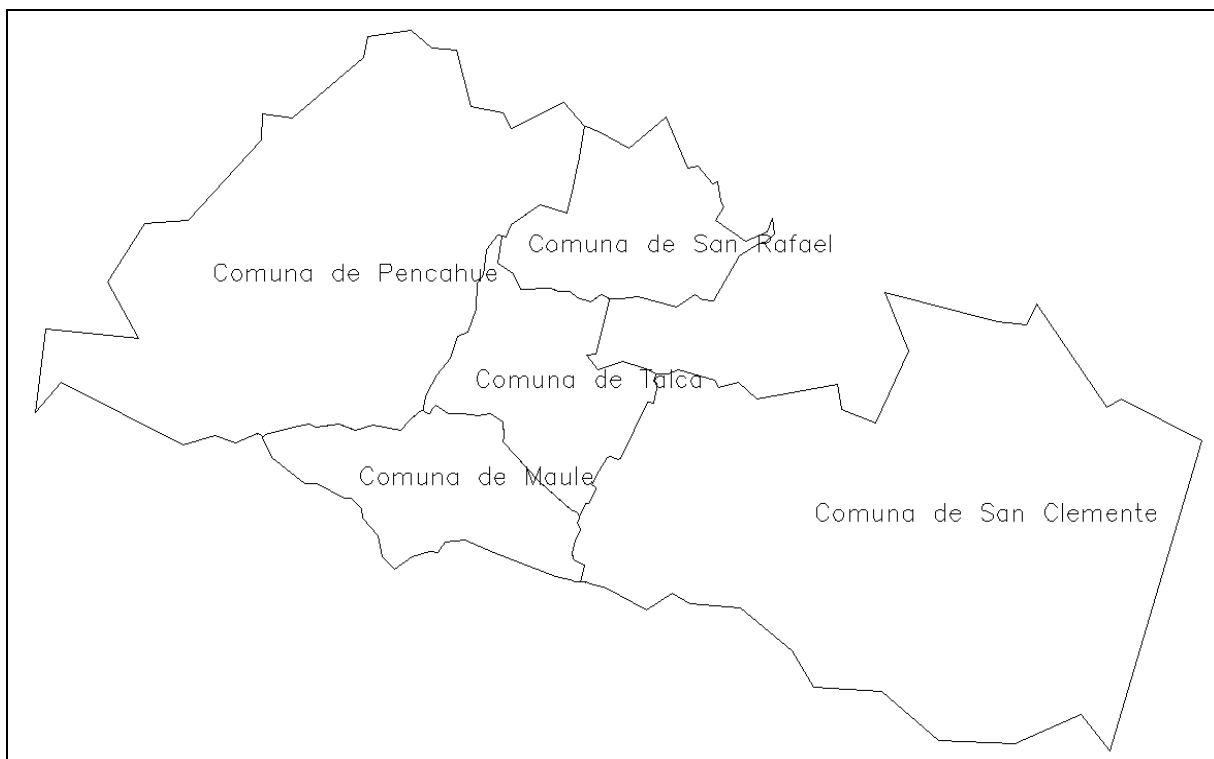 Comuna de San Rafael
Comuna de Pencahue
Comuna de Talca
Comuna de Maule
Comuna de San Clemente